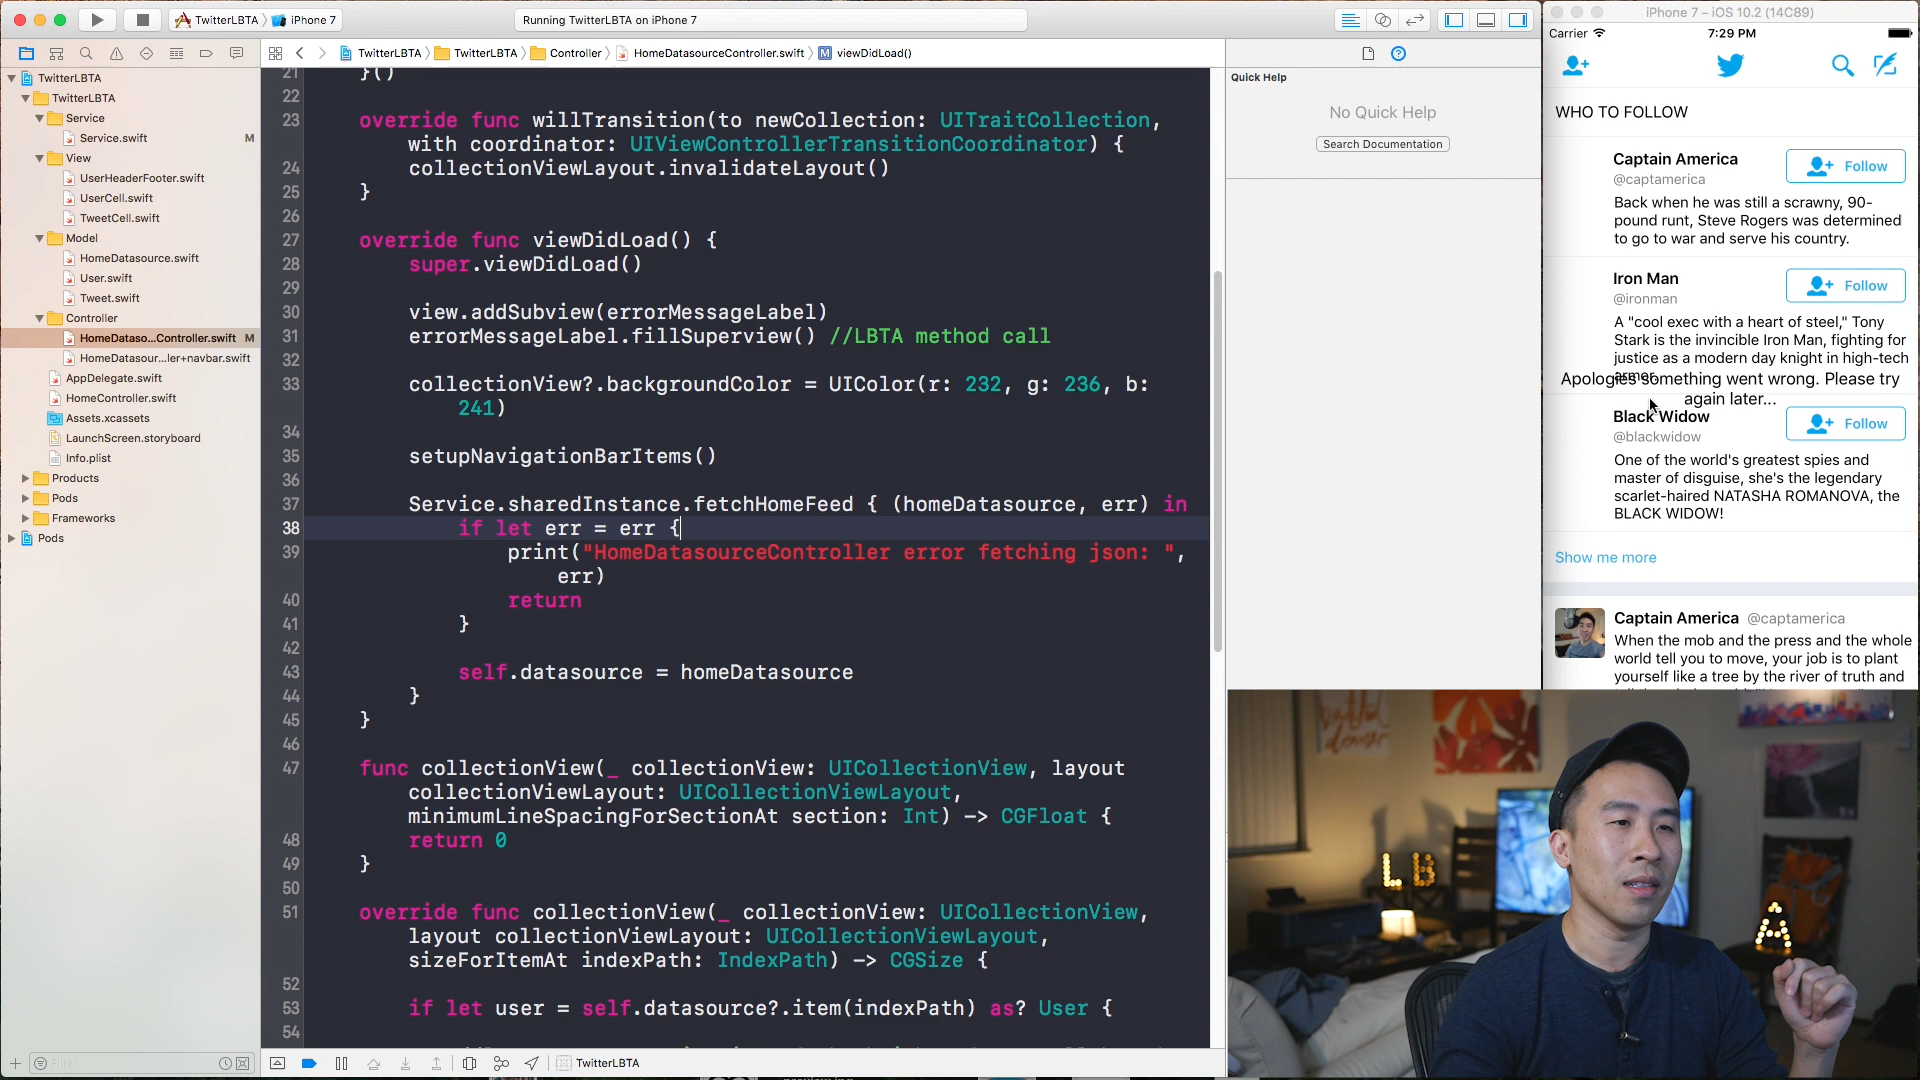 TwitterLBTA
iPhone 7
Running TwitterLBTA on iPhone 7
iPhone 7 – iOS 10.2 (14C89)
TwitterLBTA
TwitterLBTA
Controller
HomeDatasourceController.swift
viewDidLoad()
TwitterLBTA
TwitterLBTA
Service
Service.swift M
View
UserHeaderFooter.swift
UserCell.swift
TweetCell.swift
Model
HomeDatasource.swift
User.swift
Tweet.swift
Controller
HomeDataso...Controller.swift M
HomeDatasour...ler+navbar.swift
AppDelegate.swift
HomeController.swift
Assets.xcassets
LaunchScreen.storyboard
Info.plist
Products
Pods
Frameworks
Pods
Filter
21 }()
22
23 override func willTransition(to newCollection: UITraitCollection,
with coordinator: UIViewControllerTransitionCoordinator) {
24 collectionViewLayout.invalidateLayout()
25 }
26
27 override func viewDidLoad() {
28 super.viewDidLoad()
29
30 view.addSubview(errorMessageLabel)
31 errorMessageLabel.fillSuperview() //LBTA method call
32
33 collectionView?.backgroundColor = UIColor(r: 232, g: 236, b:
241)
34
35 setupNavigationBarItems()
36
37 Service.sharedInstance.fetchHomeFeed { (homeDatasource, err) in
38 if let err = err {
39 print("HomeDatasourceController error fetching json: ",
err)
40 return
41 }
42
43 self.datasource = homeDatasource
44 }
45 }
46
47 func collectionView(_ collectionView: UICollectionView, layout
collectionViewLayout: UICollectionViewLayout,
minimumLineSpacingForSectionAt section: Int) -> CGFloat {
48 return 0
49 }
50
51 override func collectionView(_ collectionView: UICollectionView,
layout collectionViewLayout: UICollectionViewLayout,
sizeForItemAt indexPath: IndexPath) -> CGSize {
52
53 if let user = self.datasource?.item(indexPath) as? User {
54
TwitterLBTA
Quick Help
No Quick Help
Search Documentation
Carrier
7:29 PM
WHO TO FOLLOW
Captain America
@captamerica
Follow
Back when he was still a scrawny, 90-
pound runt, Steve Rogers was determined
to go to war and serve his country.
Iron Man
@ironman
Follow
A "cool exec with a heart of steel," Tony
Stark is the invincible Iron Man, fighting for
justice as a modern day knight in high-tech
armor.
Apologies something went wrong. Please try
again later...
Black Widow
@blackwidow
Follow
One of the world's greatest spies and
master of disguise, she's the legendary
scarlet-haired NATASHA ROMANOVA, the
BLACK WIDOW!
Show me more
Captain America @captamerica
When the mob and the press and the whole
world tell you to move, your job is to plant
yourself like a tree by the river of truth and
LB
A